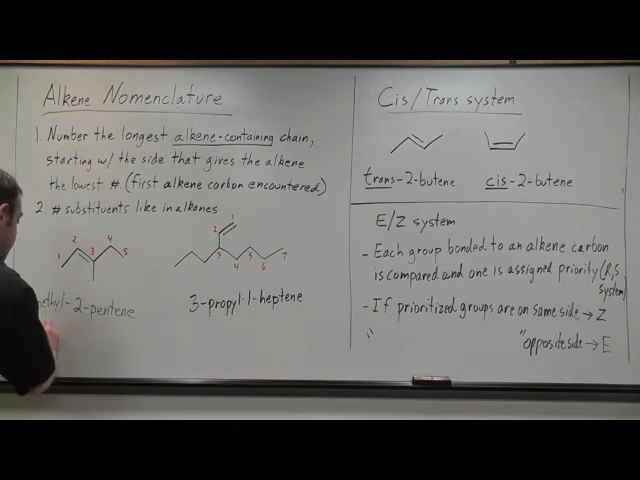 Alkene Nomenclature
1. Number the longest alkene-containing chain,
starting w/ the side that gives the alkene
the lowest # (first alkene carbon encountered)
2. # substituents like in alkanes
1 2 3 4 5
1 2 3 4 5 6 7
methyl-2-pentene
3-propyl-1-heptene
Cis/Trans system
trans-2-butene
cis-2-butene
E/Z system
- Each group bonded to an alkene carbon
is compared and one is assigned priority (R,S
system)
- If prioritized groups are on same side → Z
" "opposite side → E